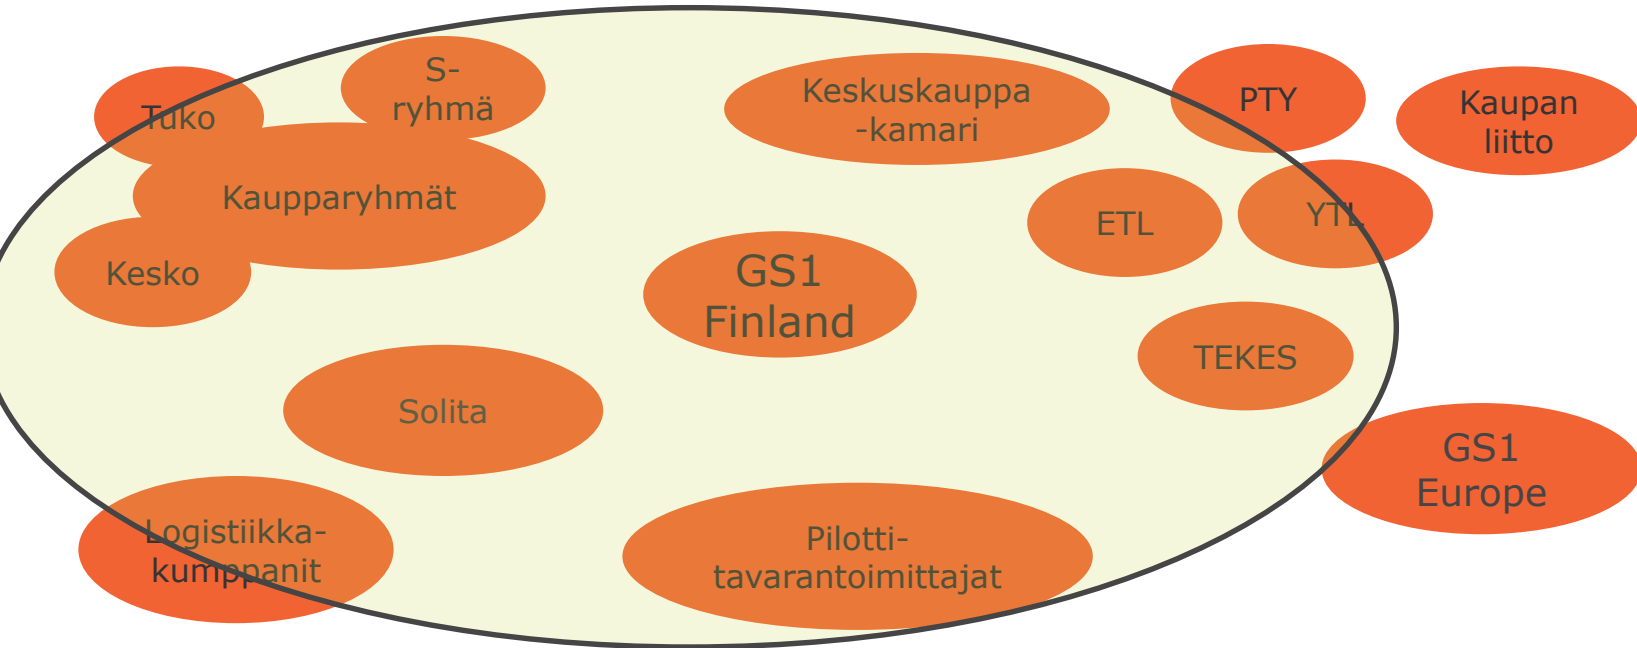 S-
ryhmä
Tuko
Kaupparyhmät
Kesko
Keskuskauppa
-kamari
PTY
Kaupan
liitto
ETL
YTL
GS1
Finland
TEKES
Solita
GS1
Europe
Logistiikka-
kumppanit
Pilotti-
tavarantoimittajat